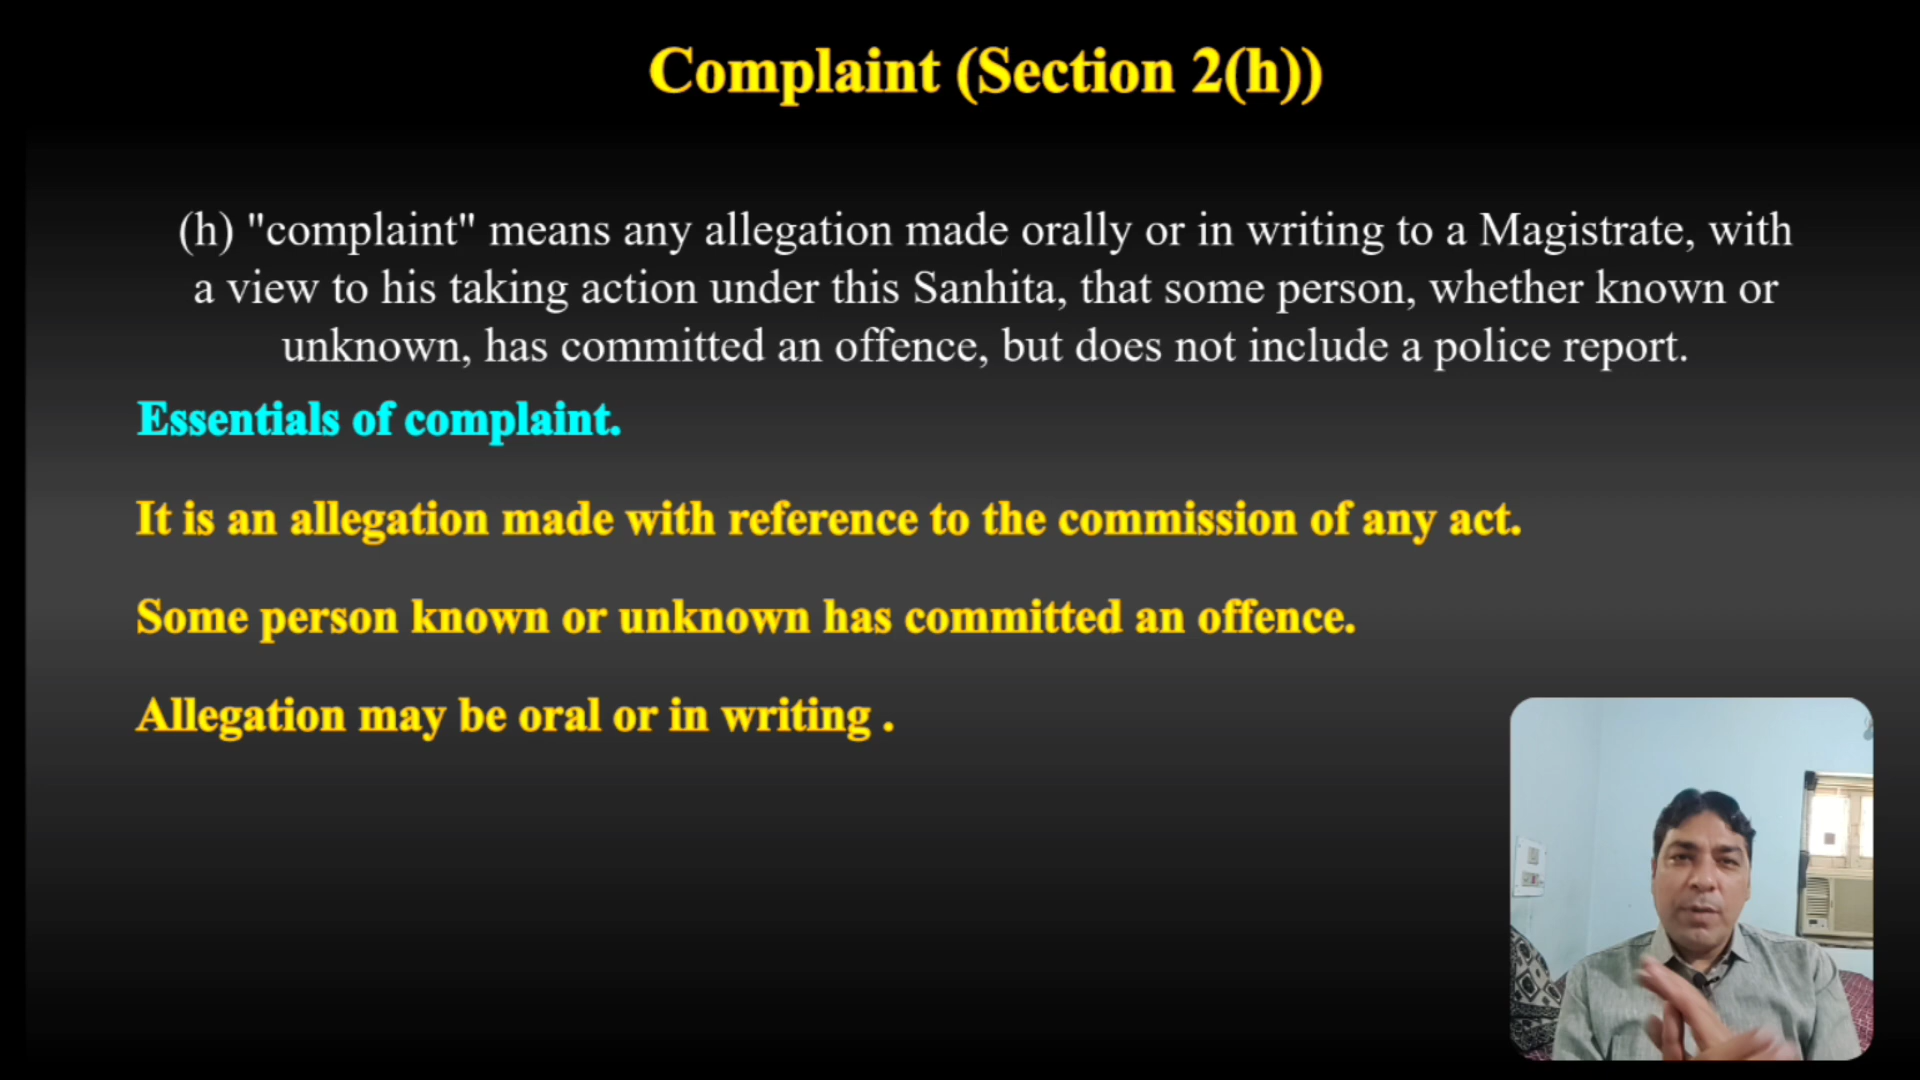 Complaint (Section 2(h))
(h) "complaint" means any allegation made orally or in writing to a Magistrate, with
a view to his taking action under this Sanhita, that some person, whether known or
unknown, has committed an offence, but does not include a police report.
Essentials of complaint.
It is an allegation made with reference to the commission of any act.
Some person known or unknown has committed an offence.
Allegation may be oral or in writing .